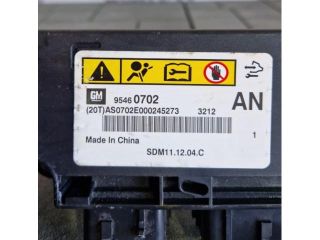 GM 9546 0702 AN
(20T)AS0702E000245273 3212
1
Made In China
SDM11.12.04.C